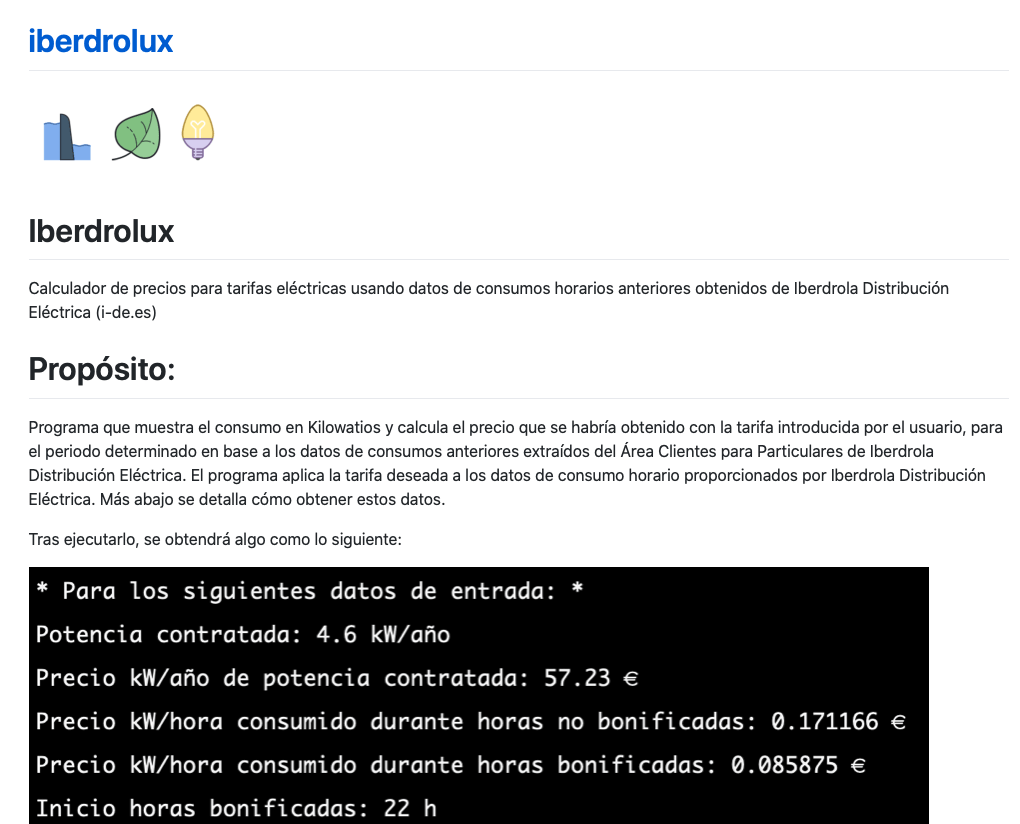 iberdrolux
Iberdrolux
Calculador de precios para tarifas eléctricas usando datos de consumos horarios anteriores obtenidos de Iberdrola Distribución
Eléctrica (i-de.es)
Propósito:
Programa que muestra el consumo en Kilowatios y calcula el precio que se habría obtenido con la tarifa introducida por el usuario, para
el periodo determinado en base a los datos de consumos anteriores extraídos del Área Clientes para Particulares de Iberdrola
Distribución Eléctrica. El programa aplica la tarifa deseada a los datos de consumo horario proporcionados por Iberdrola Distribución
Eléctrica. Más abajo se detalla cómo obtener estos datos.
Tras ejecutarlo, se obtendrá algo como lo siguiente:
* Para los siguientes datos de entrada: *
Potencia contratada: 4.6 kW/año
Precio kW/año de potencia contratada: 57.23 €
Precio kW/hora consumido durante horas no bonificadas: 0.171166 €
Precio kW/hora consumido durante horas bonificadas: 0.085875 €
Inicio horas bonificadas: 22 h